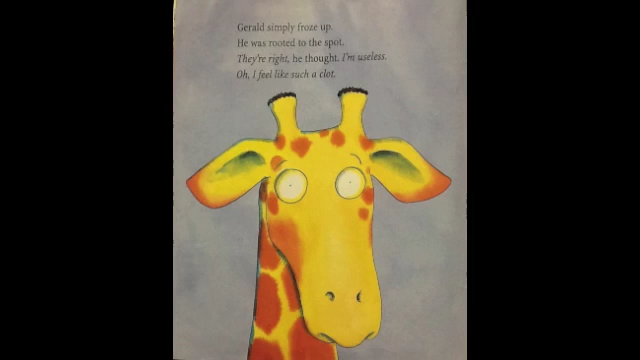 Gerald simply froze up.
He was rooted to the spot.
They're right, he thought. I'm useless.
Oh, I feel like such a clot.